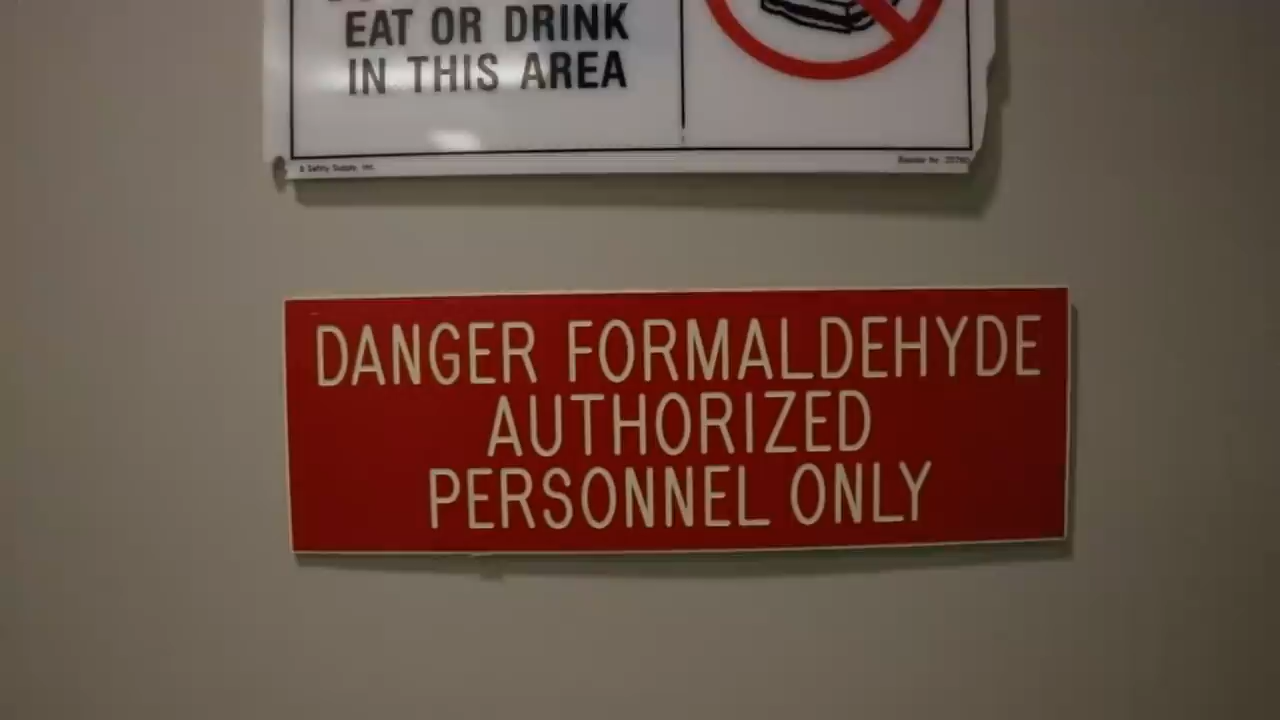 EAT OR DRINK
IN THIS AREA
DANGER FORMALDEHYDE
AUTHORIZED
PERSONNEL ONLY